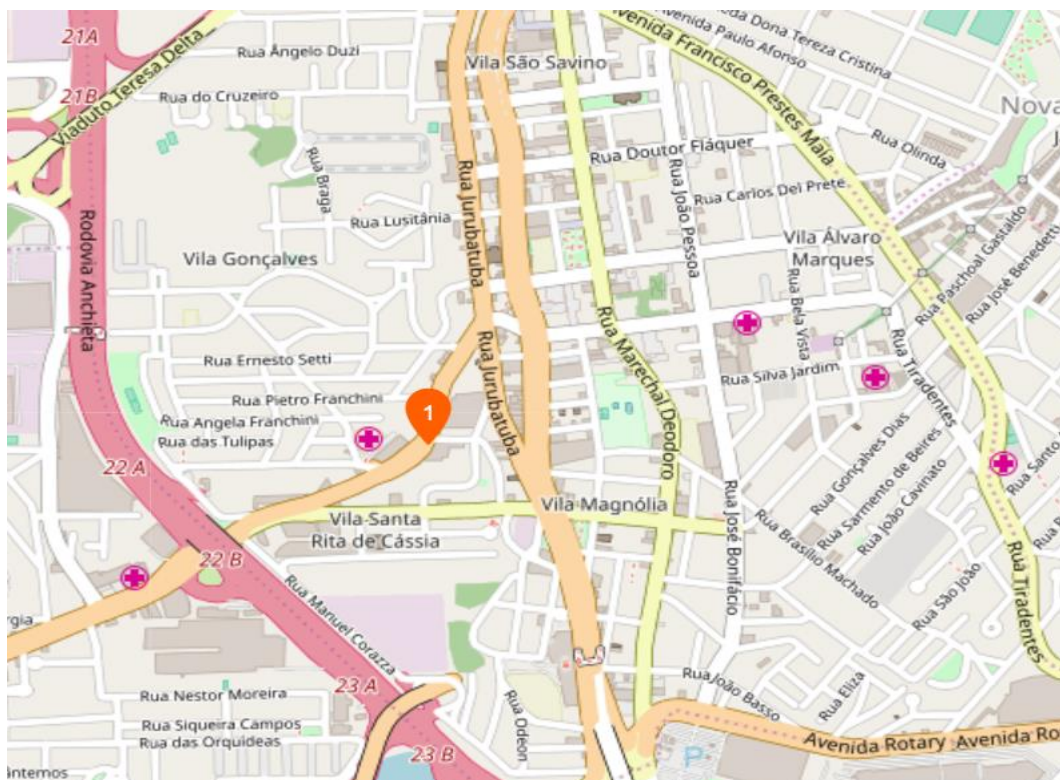 21A
Rua Ângelo Duzi
Vila São Savino
Avenida Francisco Prestes Maia
Avenida Paulo Afonso
Dona Tereza Cristina
21B
Viaduto Teresa Delta
Rua do Cruzeiro
Nova
Rua Olinda
Rua Doutor Fláquer
Rua João Pessoa
Rua Braga
Rua Jurubatuba
Rua Carlos Del Prete
Rua Lusitânia
Rodovia Anchieta
Vila Gonçalves
Vila Álvaro
Marques
Rua Paschoal Gastaldo
Rua José Benedetti
Rua Bela Vista
Rua Ernesto Setti
Rua Jurubatuba
Rua Marechal Deodoro
Rua Silva Jardim
Rua Tiradentes
Rua Pietro Franchini
1
Rua Angela Franchini
Rua das Tulipas
22 A
Rua Gonçalves Dias
Rua Sarmento de Beires
Rua João Cavinato
Rua Santo
Vila Santa
Rita de Cássia
Vila Magnólia
Rua José Bonifácio
Rua Brasílio Machado
22 B
Rua Manuel Corazza
Rua São João
Rua Tiradentes
rgia
23 A
Rua Nestor Moreira
Rua João Basso
Rua Eliza
Rua Odeon
Rua Siqueira Campos
Rua das Orquídeas
23 B
P
Avenida Rotary
Avenida Ro
antemos